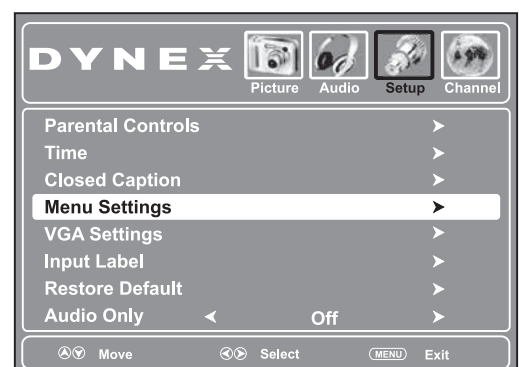 DYNEX
Picture Audio Setup Channel
Parental Controls
Time
Closed Caption
Menu Settings
VGA Settings
Input Label
Restore Default
Audio Only Off
Move Select MENU Exit